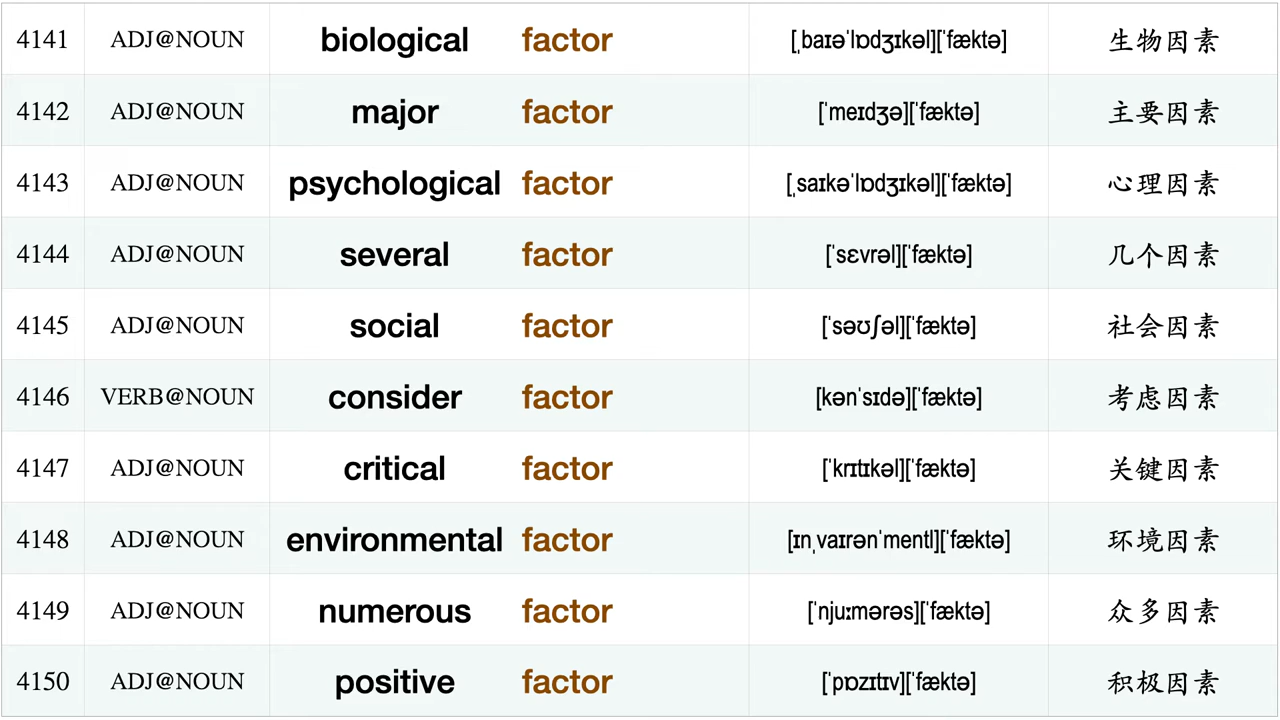 4141 ADJ@NOUN biological factor [ˌbaɪəˈlɒdʒɪkəl][ˈfæktə] 生物因素
4142 ADJ@NOUN major factor [ˈmeɪdʒə][ˈfæktə] 主要因素
4143 ADJ@NOUN psychological factor [ˌsaɪkəˈlɒdʒɪkəl][ˈfæktə] 心理因素
4144 ADJ@NOUN several factor [ˈsɛvrəl][ˈfæktə] 几个因素
4145 ADJ@NOUN social factor [ˈsəʊʃəl][ˈfæktə] 社会因素
4146 VERB@NOUN consider factor [kənˈsɪdə][ˈfæktə] 考虑因素
4147 ADJ@NOUN critical factor [ˈkrɪtɪkəl][ˈfæktə] 关键因素
4148 ADJ@NOUN environmental factor [ɪnˌvaɪrənˈmentl][ˈfæktə] 环境因素
4149 ADJ@NOUN numerous factor [ˈnjuːmərəs][ˈfæktə] 众多因素
4150 ADJ@NOUN positive factor [ˈpɒzɪtɪv][ˈfæktə] 积极因素